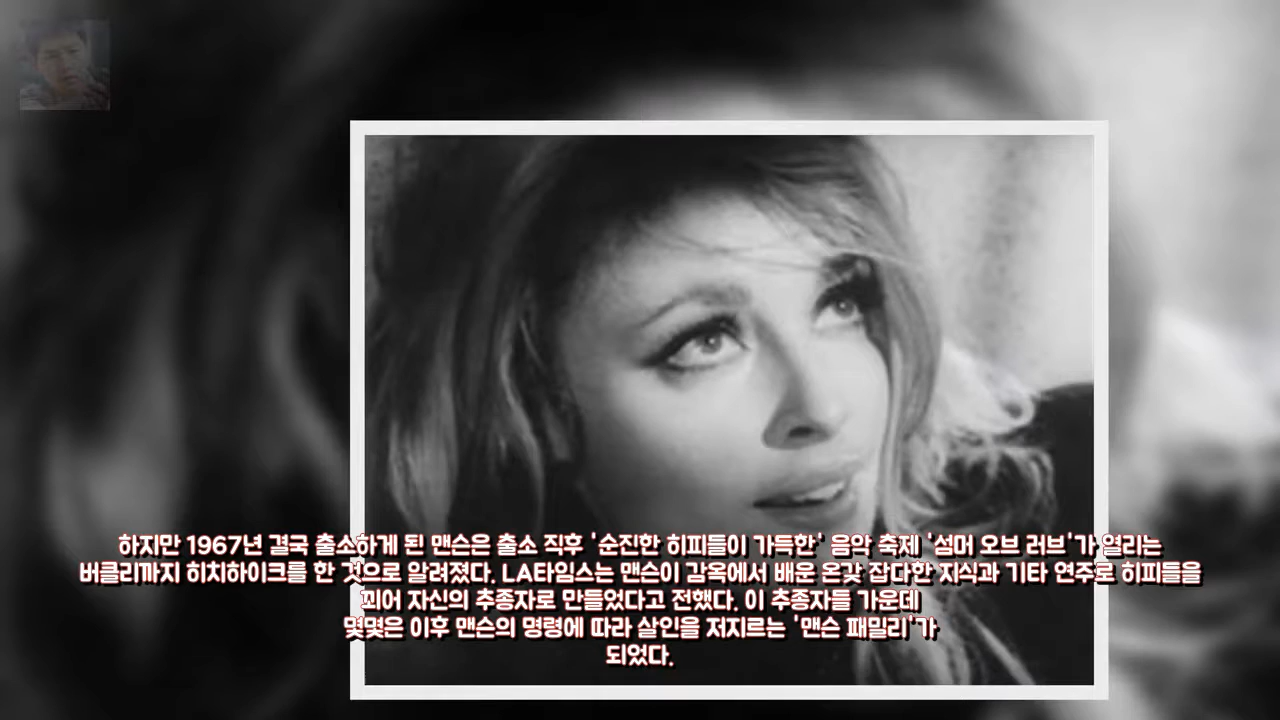 하지만 1967년 결국 출소하게 된 맨슨은 출소 직후 '순진한 히피들이 가득한' 음악 축제 '섬머 오브 러브'가 열리는
버클리까지 히치하이크를 한 것으로 알려졌다. LA타임스는 맨슨이 감옥에서 배운 온갖 잡다한 지식과 기타 연주로 히피들을
꾀어 자신의 추종자로 만들었다고 전했다. 이 추종자들 가운데
몇몇은 이후 맨슨의 명령에 따라 살인을 저지르는 '맨슨 패밀리'가
되었다.